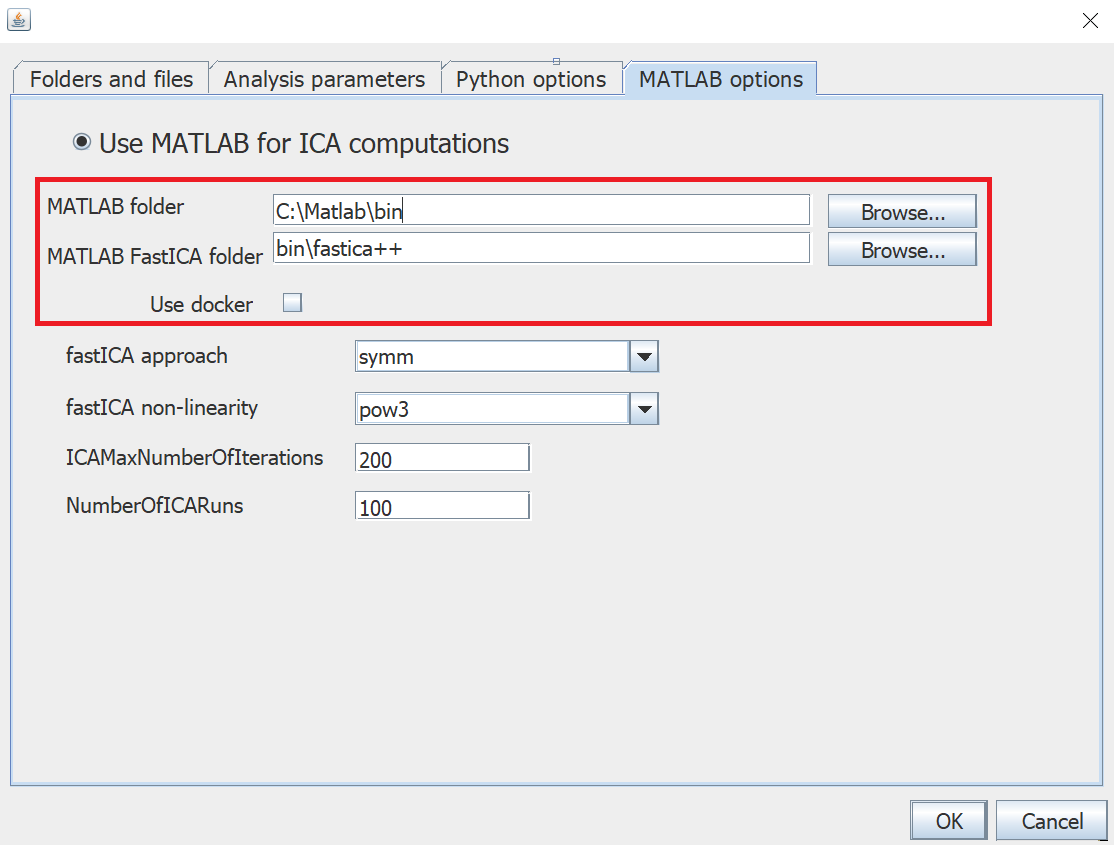 Folders and files Analysis parameters Python options MATLAB options
Use MATLAB for ICA computations
MATLAB folder C:\Matlab\bin Browse...
MATLAB FastICA folder bin\fastica++ Browse...
Use docker
fastICA approach symm
fastICA non-linearity pow3
ICAMaxNumberOfIterations 200
NumberOfICARuns 100
OK Cancel